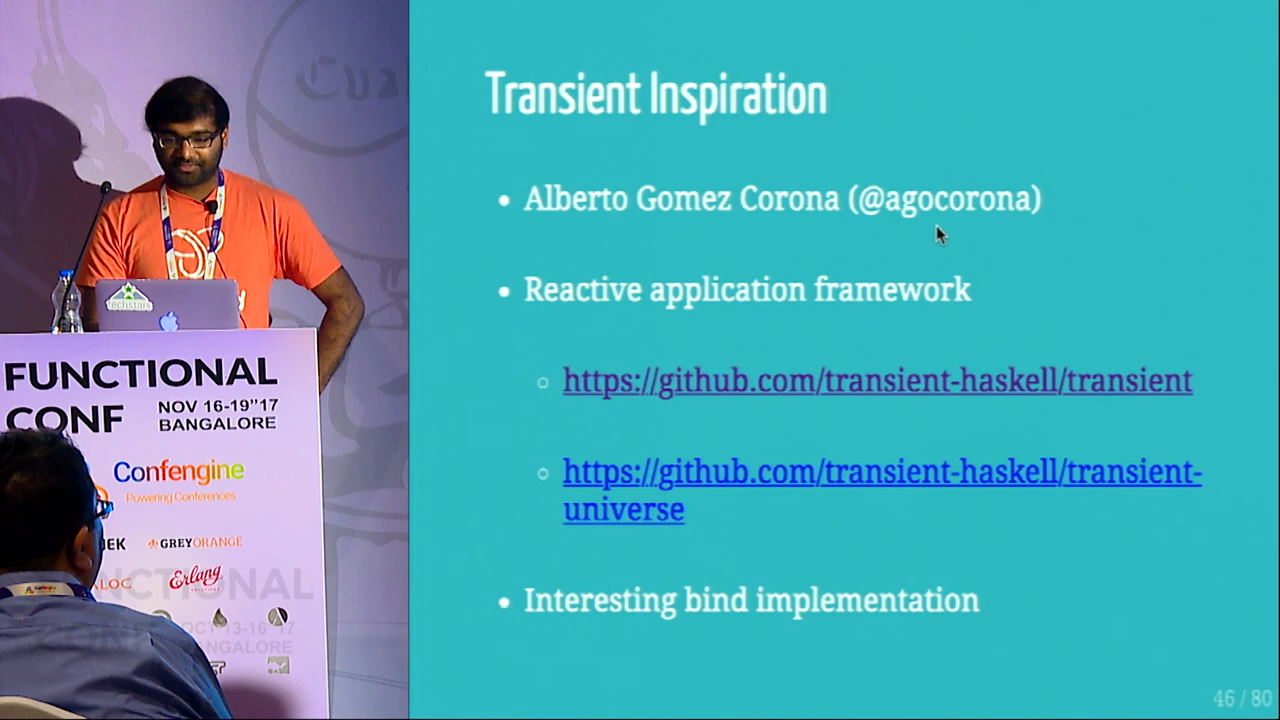 Transient Inspiration
Alberto Gomez Corona (@agocorona)
Reactive application framework
https://github.com/transient-haskell/transient
https://github.com/transient-haskell/transient-
universe
Interesting bind implementation
46 / 80
techstars
FUNCTIONAL
CONF
NOV 16-19"17
BANGALORE
Confengine
Powering Conferences
GREYORANGE
Erlang
SOLUTIONS